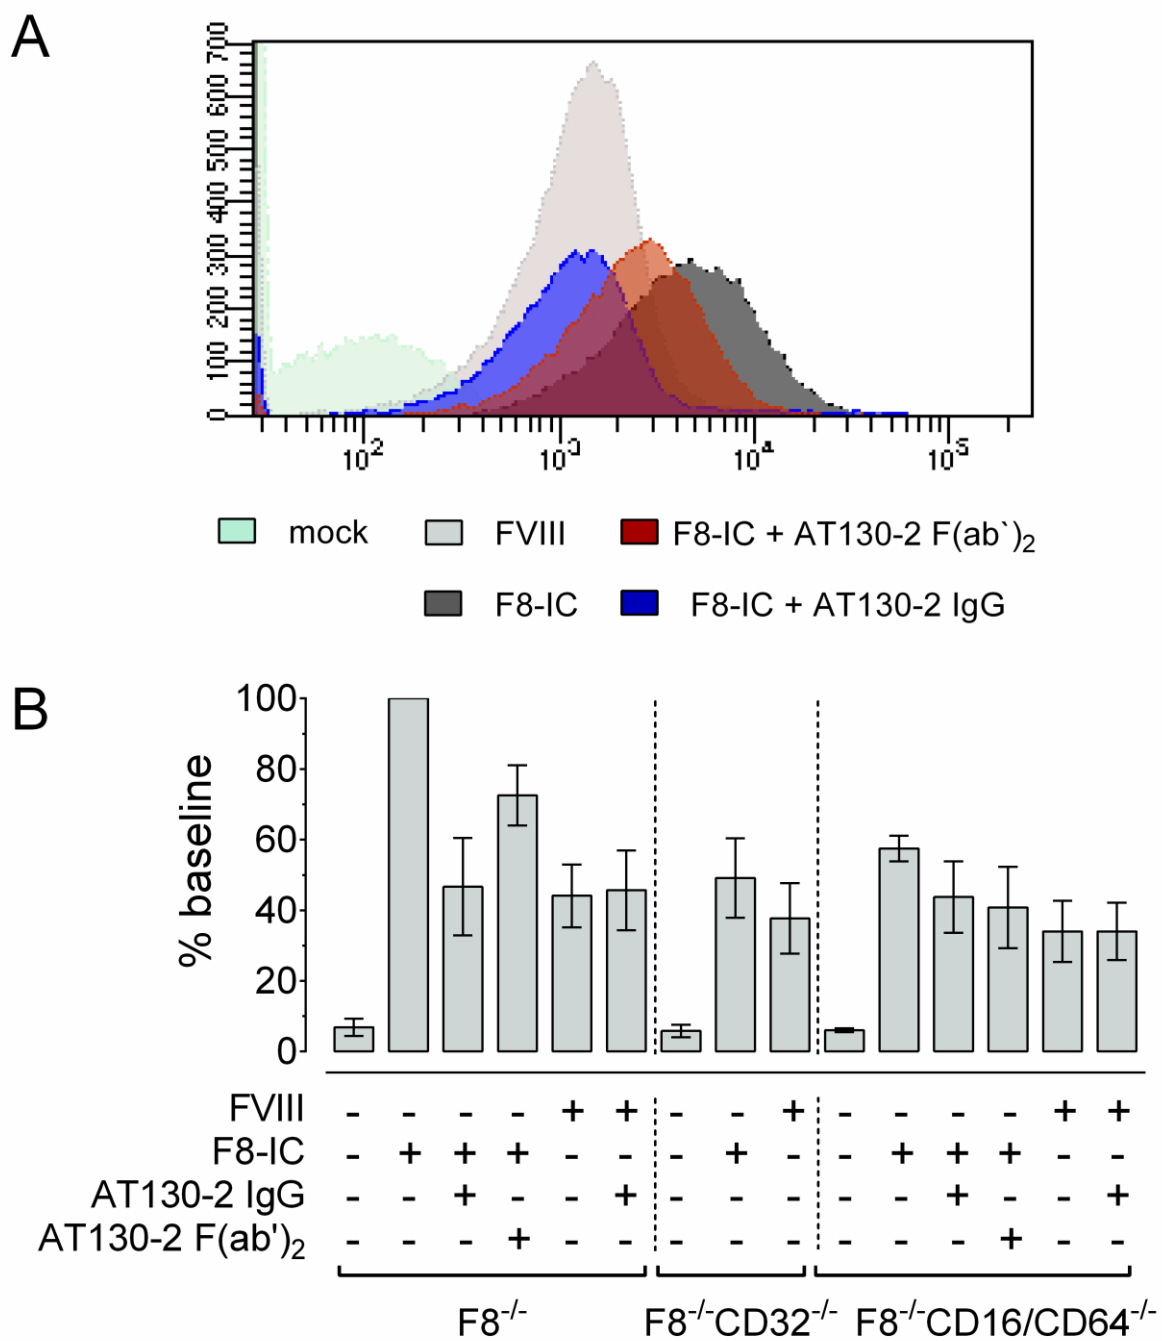 A
700
600
500
400
300
200
100
0
10² 10³ 10⁴ 10⁵
mock FVIII F8-IC + AT130-2 F(ab`)₂
F8-IC F8-IC + AT130-2 IgG
B
% baseline
100
80
60
40
20
0
FVIII - - - - + + - - + - - - - + +
F8-IC - + + + - - - + - - + + + - -
AT130-2 IgG - - + - - + - - - - - + - - +
AT130-2 F(ab')₂ - - - + - - - - - - - - + - -
F8⁻/⁻ F8⁻/⁻CD32⁻/⁻ F8⁻/⁻CD16/CD64⁻/⁻